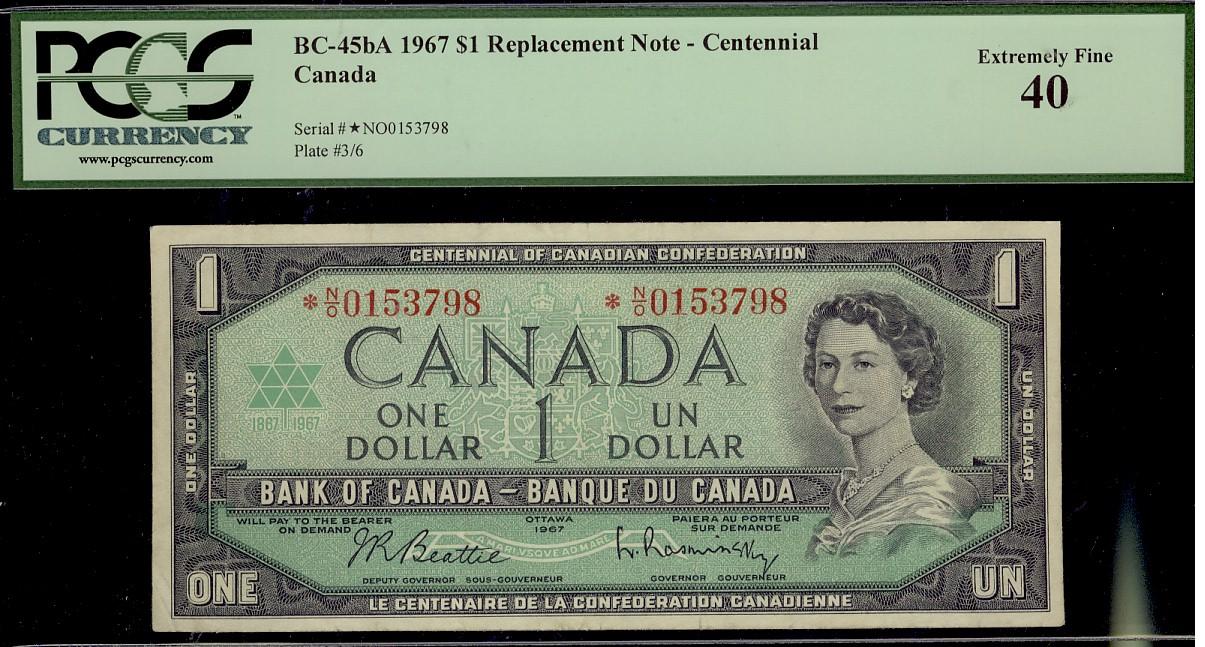 PCGS
CURRENCY
www.pcgscurrency.com
BC-45bA 1967 $1 Replacement Note - Centennial
Canada
Serial #★NO0153798
Plate #3/6
Extremely Fine
40
CENTENNIAL OF CANADIAN CONFEDERATION
1 1
*N/O0153798 *N/O0153798
CANADA
ONE DOLLAR
1867 1967
ONE
DOLLAR
1
UN
DOLLAR
UN DOLLAR
BANK OF CANADA – BANQUE DU CANADA
WILL PAY TO THE BEARER
ON DEMAND
OTTAWA
1967
PAIERA AU PORTEUR
SUR DEMANDE
A MARI VSQVE AD MARE
JR Beattie
L. Rasminsky
DEPUTY GOVERNOR SOUS-GOUVERNEUR
GOVERNOR GOUVERNEUR
ONE
UN
LE CENTENAIRE DE LA CONFEDERATION CANADIENNE